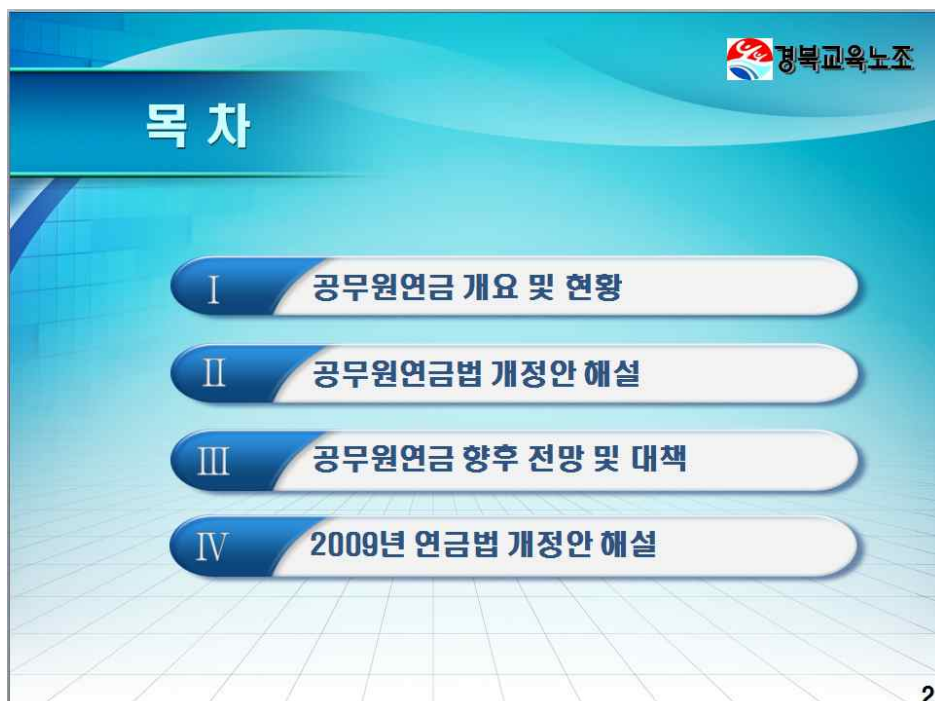 경북교육노조
목 차
Ⅰ 공무원연금 개요 및 현황
Ⅱ 공무원연금법 개정안 해설
Ⅲ 공무원연금 향후 전망 및 대책
Ⅳ 2009년 연금법 개정안 해설
2